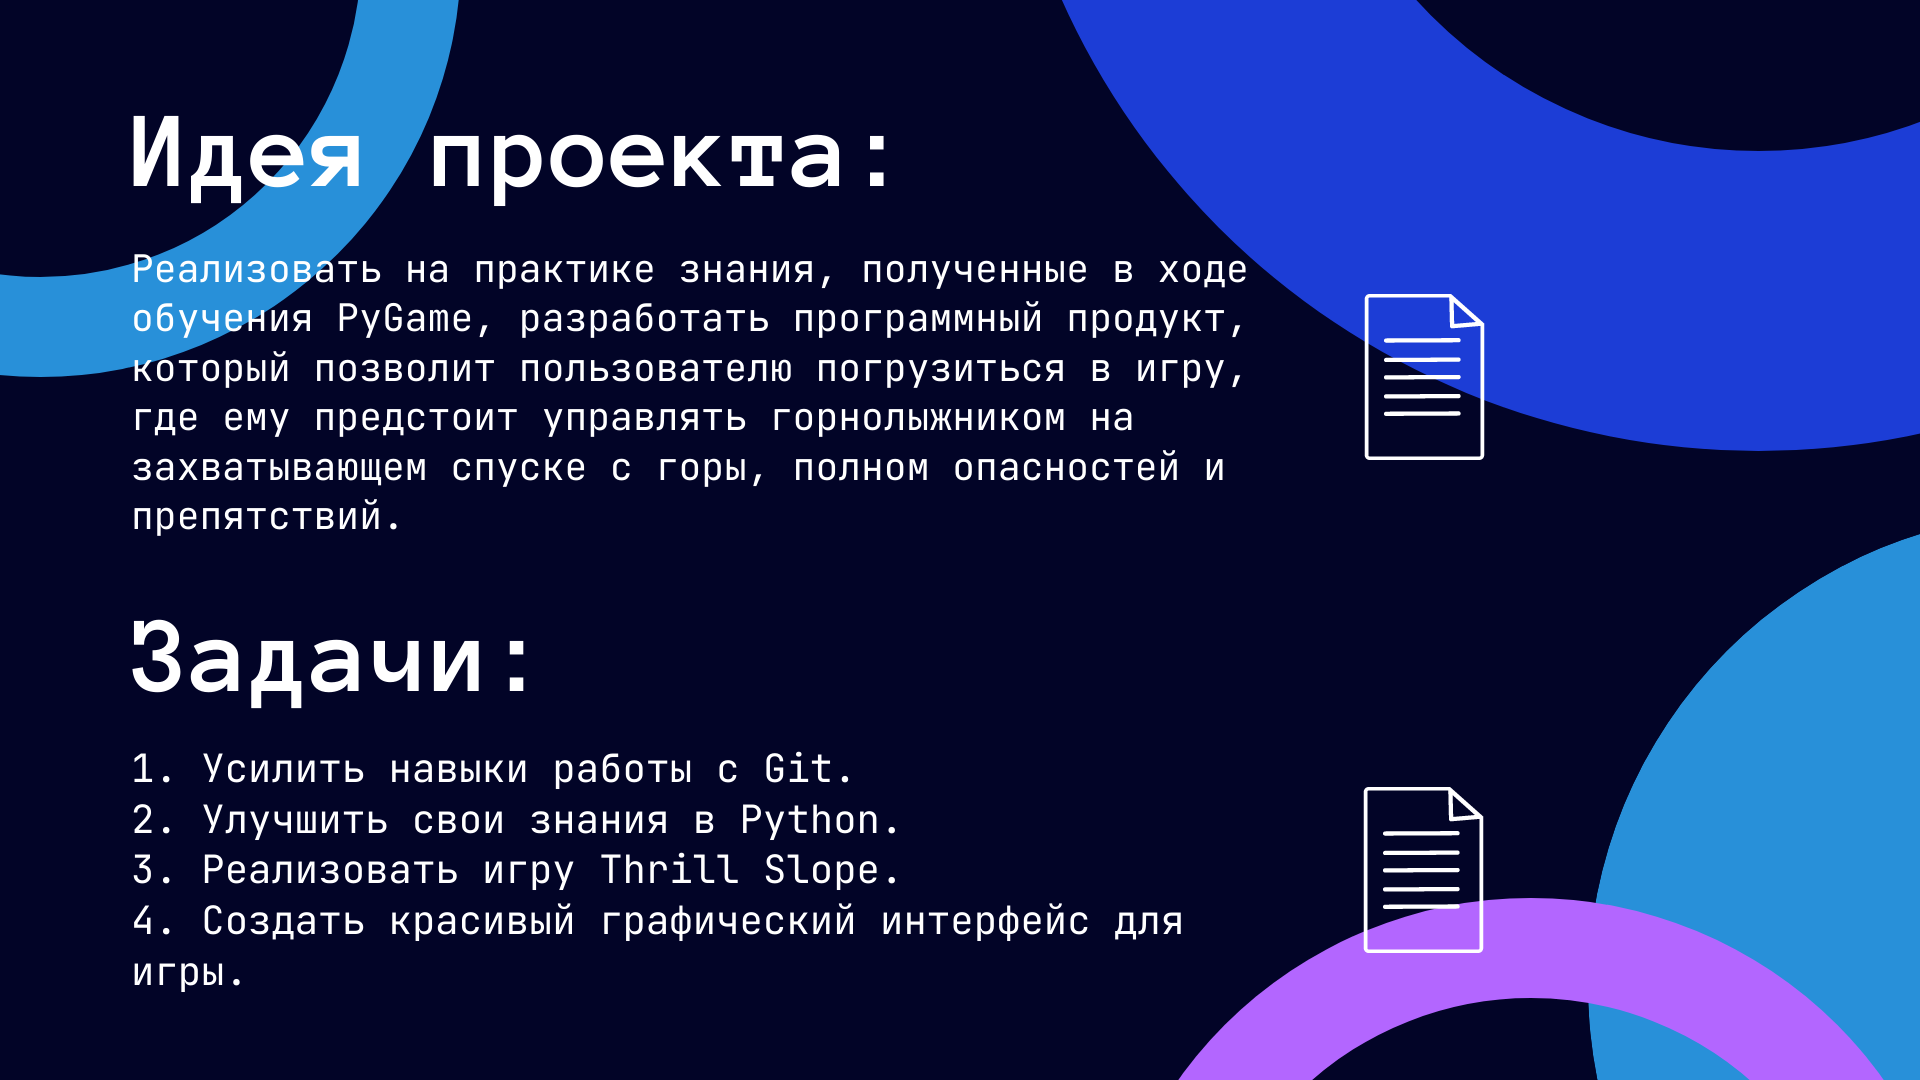 Идея проекта:
Реализовать на практике знания, полученные в ходе
обучения PyGame, разработать программный продукт,
который позволит пользователю погрузиться в игру,
где ему предстоит управлять горнолыжником на
захватывающем спуске с горы, полном опасностей и
препятствий.
Задачи:
1. Усилить навыки работы с Git.
2. Улучшить свои знания в Python.
3. Реализовать игру Thrill Slope.
4. Создать красивый графический интерфейс для
игры.